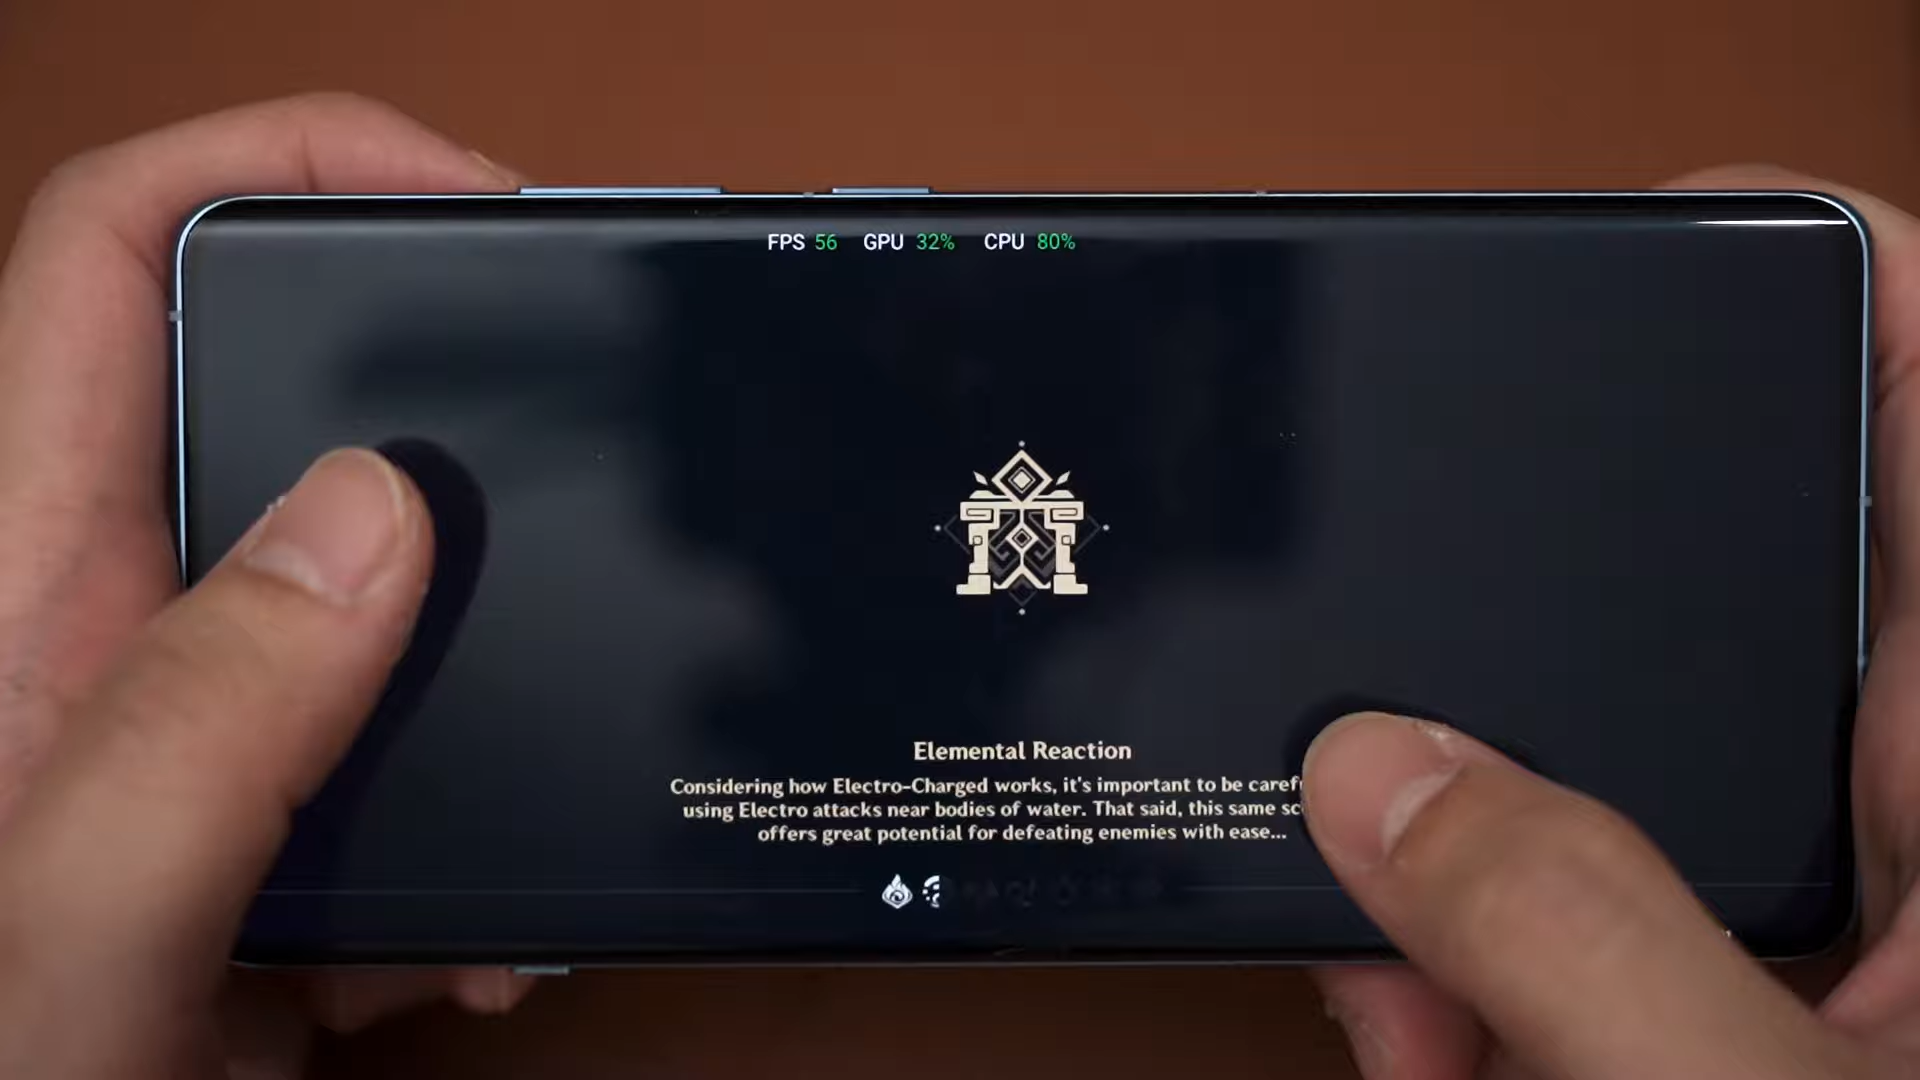 FPS 56 GPU 32% CPU 80%
Elemental Reaction
Considering how Electro-Charged works, it's important to be
using Electro attacks near bodies of water. That said, this same
offers great potential for defeating enemies with ease...